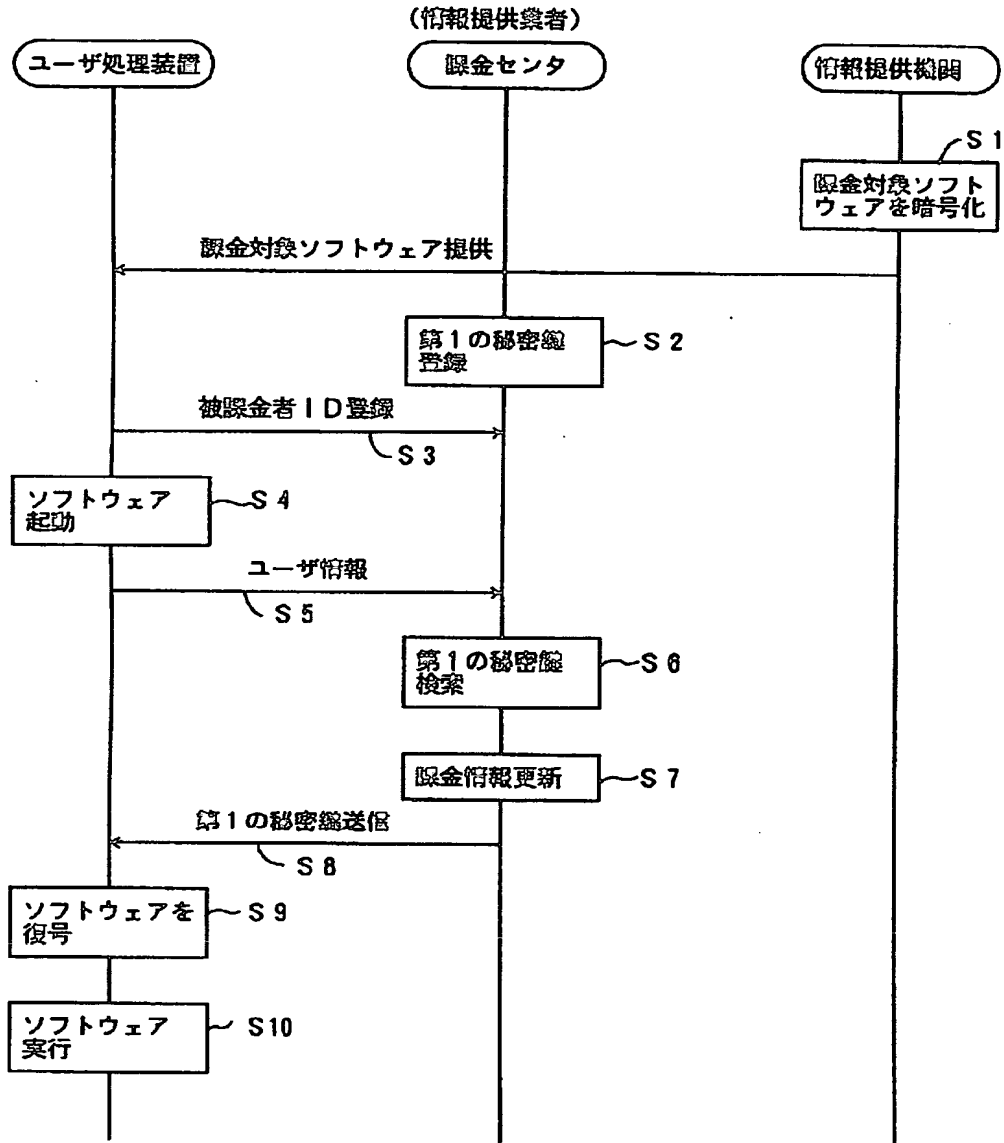 (情報提供業者)
ユーザ処理装置
課金センタ
情報提供機関
S1
課金対象ソフト
ウェアを暗号化
課金対象ソフトウェア提供
第1の秘密鍵
登録
S2
被課金者ID登録
S3
ソフトウェア
起動
S4
ユーザ情報
S5
第1の秘密鍵
検索
S6
課金情報更新
S7
第1の秘密鍵送信
S8
ソフトウェアを
復号
S9
ソフトウェア
実行
S10